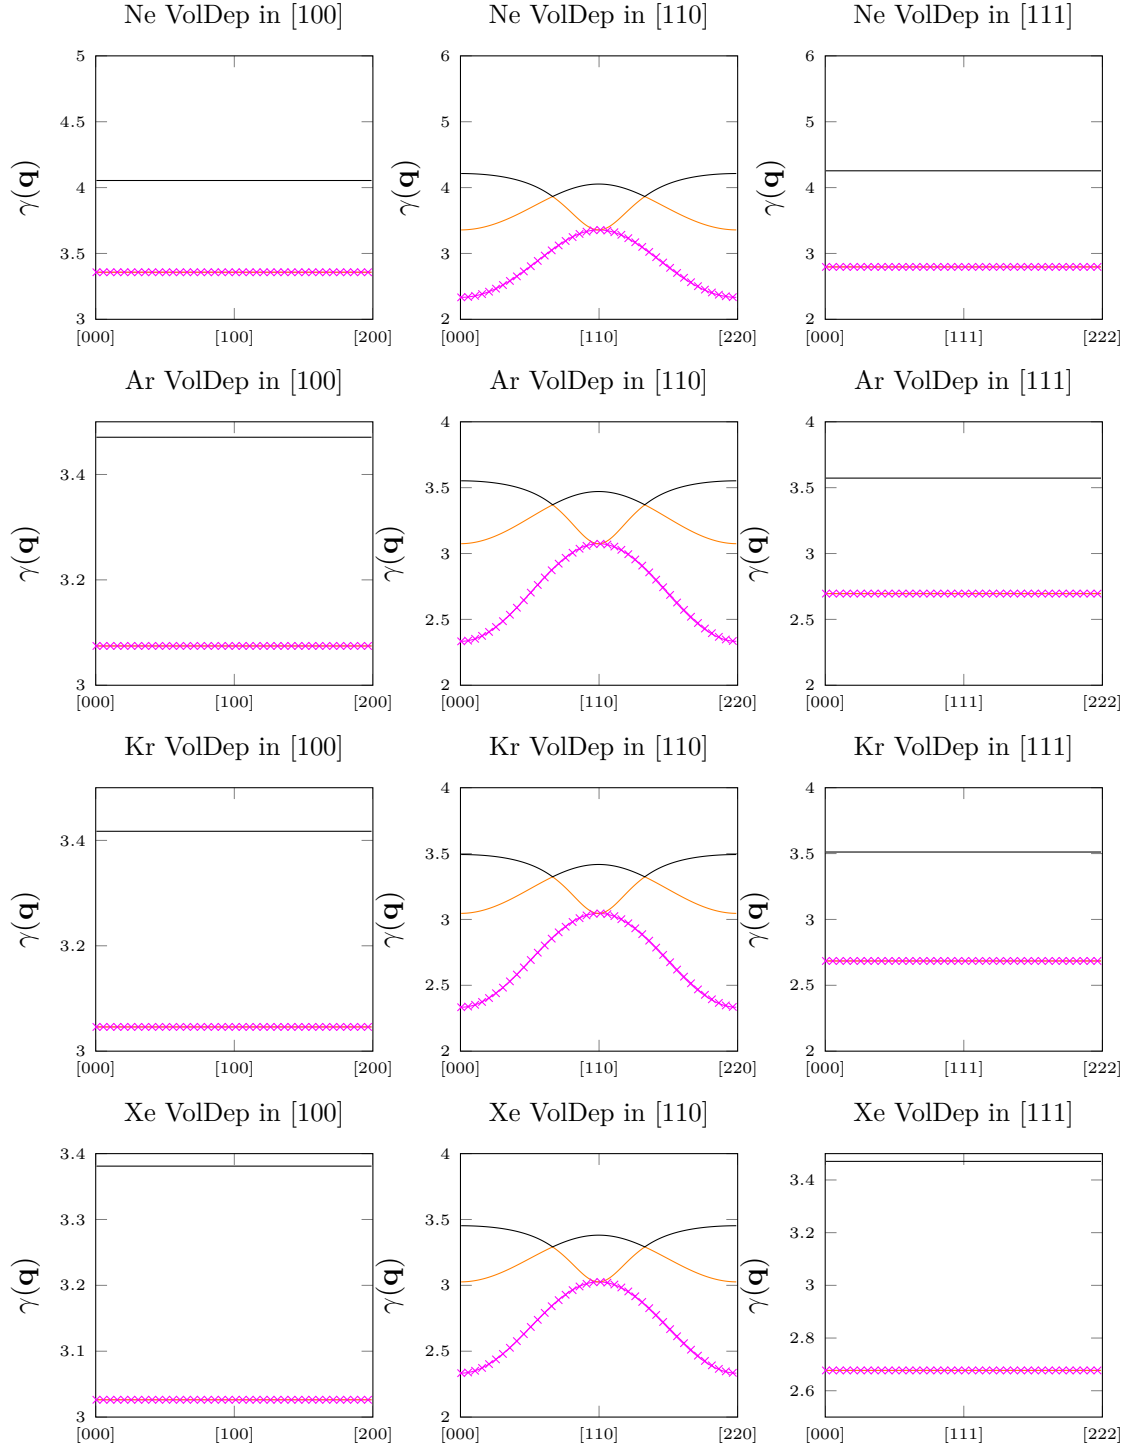 Ne VolDep in [100]
5
4.5
4
3.5
3
γ(q)
[000] [100] [200]
Ne VolDep in [110]
6
5
4
3
2
γ(q)
[000] [110] [220]
Ne VolDep in [111]
6
5
4
3
2
γ(q)
[000] [111] [222]
Ar VolDep in [100]
3.4
3.2
3
γ(q)
[000] [100] [200]
Ar VolDep in [110]
4
3.5
3
2.5
2
γ(q)
[000] [110] [220]
Ar VolDep in [111]
4
3.5
3
2.5
2
γ(q)
[000] [111] [222]
Kr VolDep in [100]
3.4
3.2
3
γ(q)
[000] [100] [200]
Kr VolDep in [110]
4
3.5
3
2.5
2
γ(q)
[000] [110] [220]
Kr VolDep in [111]
4
3.5
3
2.5
2
γ(q)
[000] [111] [222]
Xe VolDep in [100]
3.4
3.3
3.2
3.1
3
γ(q)
[000] [100] [200]
Xe VolDep in [110]
4
3.5
3
2.5
2
γ(q)
[000] [110] [220]
Xe VolDep in [111]
3.4
3.2
3
2.8
2.6
γ(q)
[000] [111] [222]